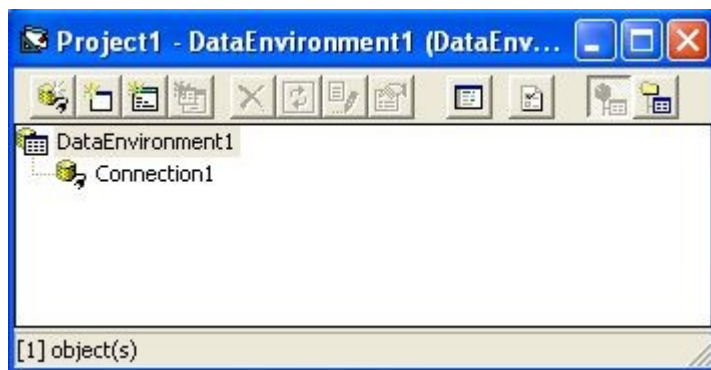 Project1 - DataEnvironment1 (DataEnv...
DataEnvironment1
Connection1
[1] object(s)